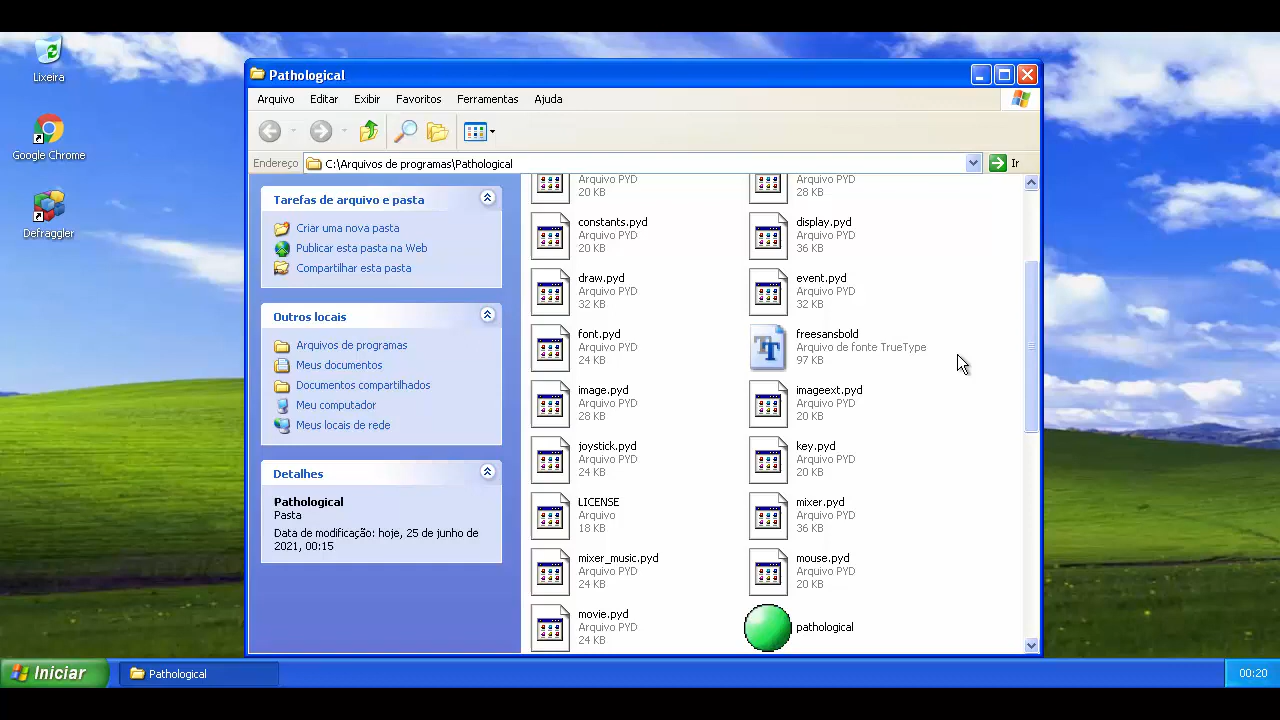 Lixeira
Google Chrome
Defraggler
Pathological
Arquivo Editar Exibir Favoritos Ferramentas Ajuda
Endereço C:\Arquivos de programas\Pathological Ir
Tarefas de arquivo e pasta
Criar uma nova pasta
Publicar esta pasta na Web
Compartilhar esta pasta
Outros locais
Arquivos de programas
Meus documentos
Documentos compartilhados
Meu computador
Meus locais de rede
Detalhes
Pathological
Pasta
Data de modificação: hoje, 25 de junho de
2021, 00:15
Arquivo PYD
20 KB
Arquivo PYD
28 KB
constants.pyd
Arquivo PYD
20 KB
display.pyd
Arquivo PYD
36 KB
draw.pyd
Arquivo PYD
32 KB
event.pyd
Arquivo PYD
32 KB
font.pyd
Arquivo PYD
24 KB
freesansbold
Arquivo de fonte TrueType
97 KB
image.pyd
Arquivo PYD
28 KB
imageext.pyd
Arquivo PYD
20 KB
joystick.pyd
Arquivo PYD
24 KB
key.pyd
Arquivo PYD
20 KB
LICENSE
Arquivo
18 KB
mixer.pyd
Arquivo PYD
36 KB
mixer_music.pyd
Arquivo PYD
24 KB
mouse.pyd
Arquivo PYD
20 KB
movie.pyd
Arquivo PYD
24 KB
pathological
Iniciar
Pathological
00:20